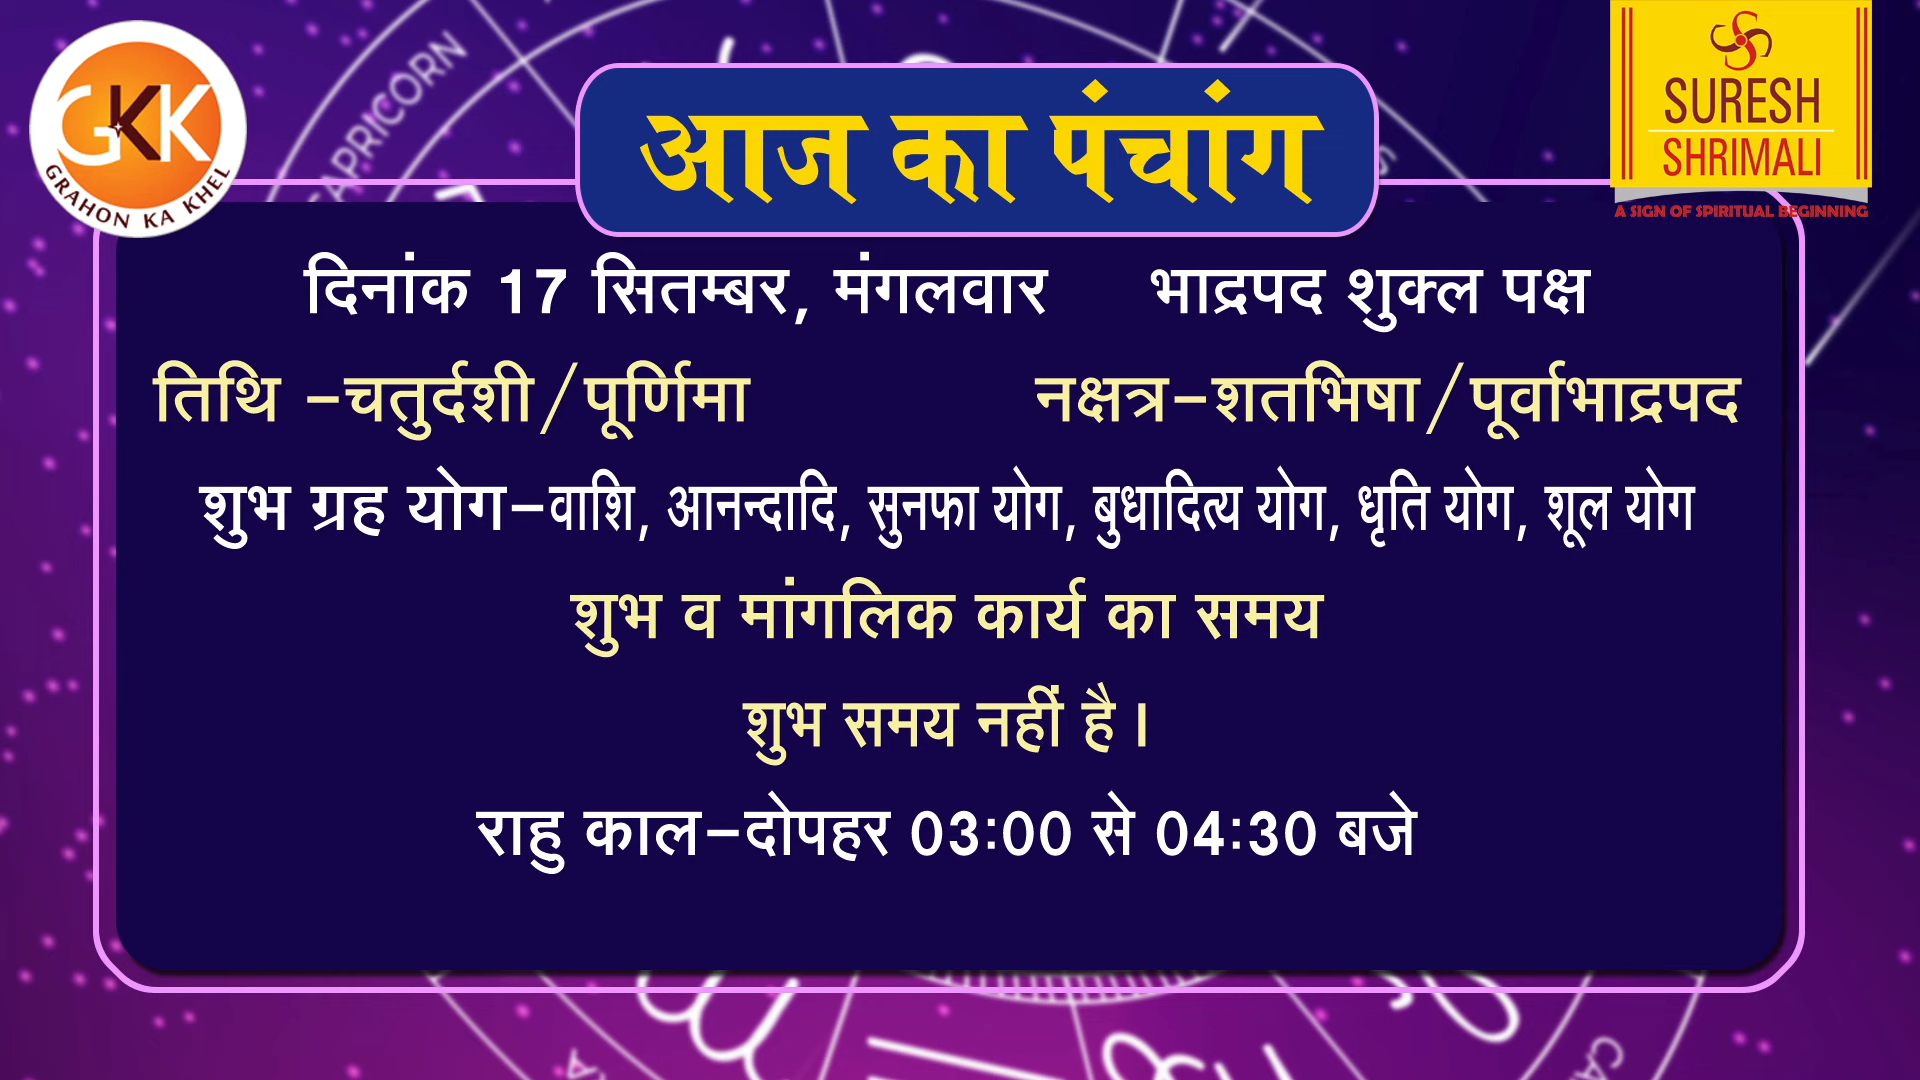 GKK
GRAHON KA KHEL
CAPRICORN
आज का पंचांग
SURESH
SHRIMALI
A SIGN OF SPIRITUAL BEGINNING
दिनांक 17 सितम्बर, मंगलवार भाद्रपद शुक्ल पक्ष
तिथि -चतुर्दशी/पूर्णिमा नक्षत्र-शतभिषा/पूर्वाभाद्रपद
शुभ ग्रह योग-वाशि, आनन्दादि, सुनफा योग, बुधादित्य योग, धृति योग, शूल योग
शुभ व मांगलिक कार्य का समय
शुभ समय नहीं है।
राहु काल-दोपहर 03:00 से 04:30 बजे